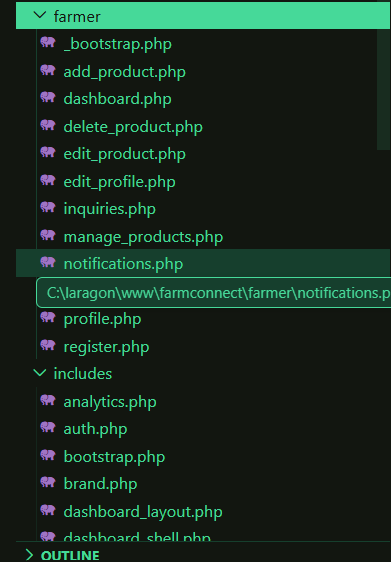 farmer
_bootstrap.php
add_product.php
dashboard.php
delete_product.php
edit_product.php
edit_profile.php
inquiries.php
manage_products.php
notifications.php
C:\laragon\www\farmconnect\farmer\notifications.p
profile.php
register.php
includes
analytics.php
auth.php
bootstrap.php
brand.php
dashboard_layout.php
dashboard_shell.php
OUTLINE